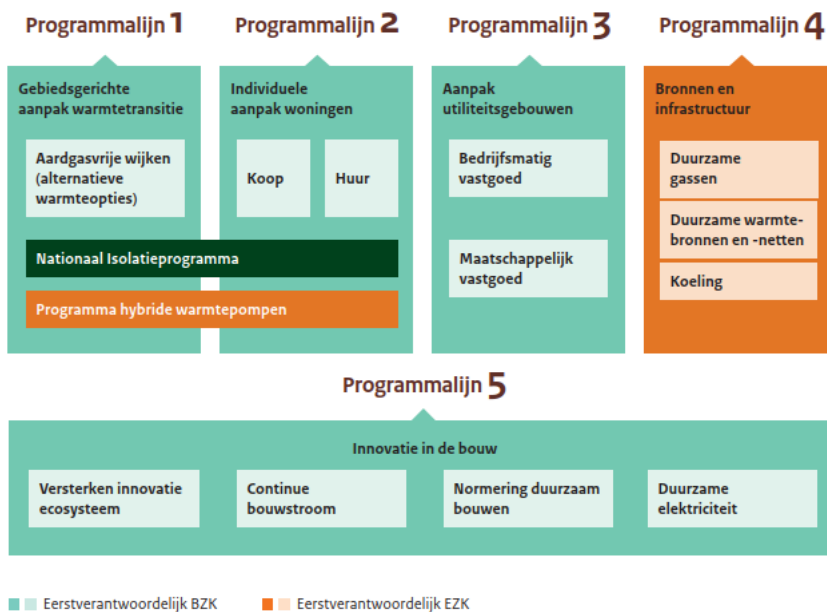 Programmalijn 1
Gebiedsgerichte
aanpak warmtetransitie
Aardgasvrije wijken
(alternatieve
warmteopties)
Programmalijn 2
Individuele
aanpak woningen
Koop
Huur
Nationaal Isolatieprogramma
Programma hybride warmtepompen
Programmalijn 3
Aanpak
utiliteitsgebouwen
Bedrijfsmatig
vastgoed
Maatschappelijk
vastgoed
Programmalijn 4
Bronnen en
infrastructuur
Duurzame
gassen
Duurzame warmte-
bronnen en -netten
Koeling
Programmalijn 5
Innovatie in de bouw
Versterken innovatie
ecosysteem
Continue
bouwstroom
Normering duurzaam
bouwen
Duurzame
elektriciteit
Eerstverantwoordelijk BZK
Eerstverantwoordelijk EZK